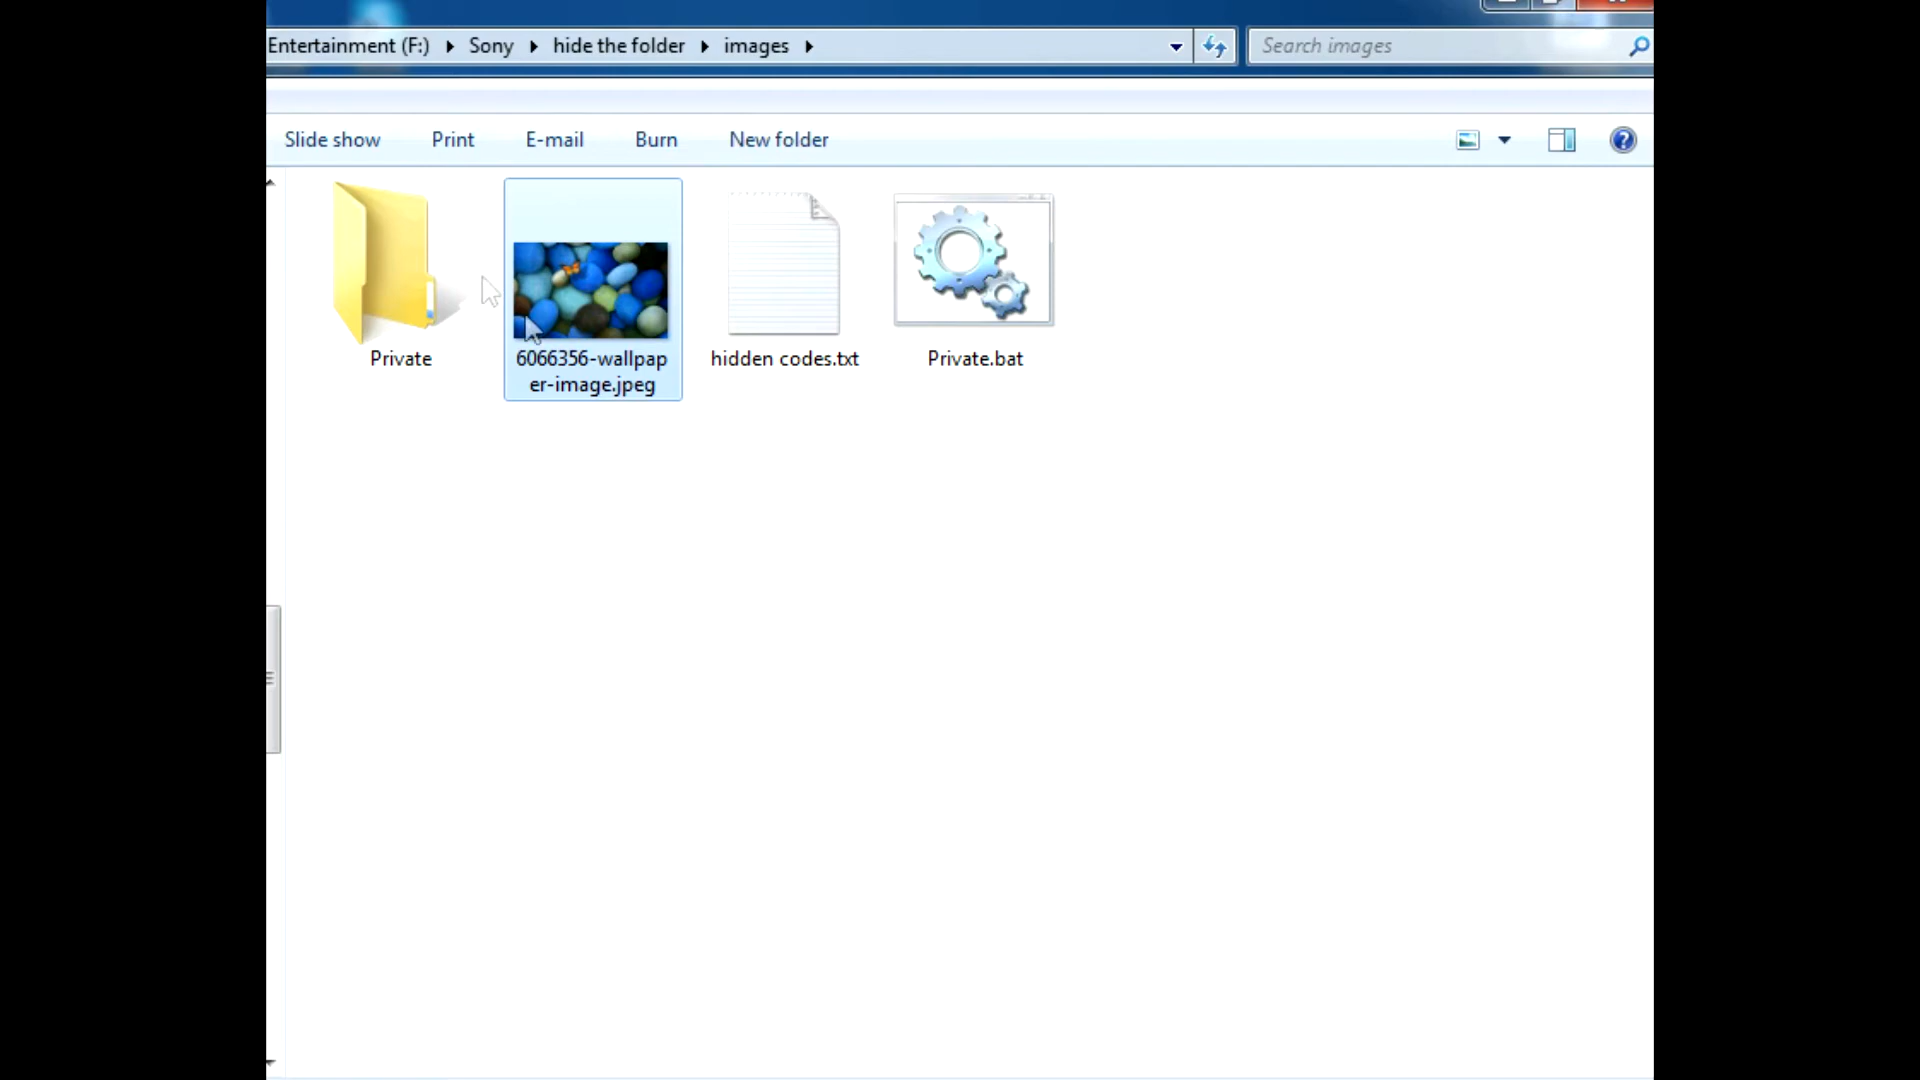 Entertainment (F:) Sony hide the folder images
Search images
Slide show Print E-mail Burn New folder
Private
6066356-wallpap
er-image.jpeg
hidden codes.txt
Private.bat